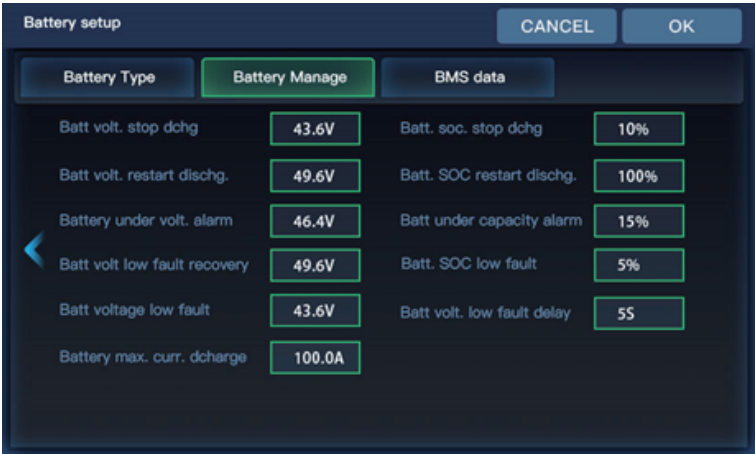 Battery setup CANCEL OK
Battery Type Battery Manage BMS data
Batt volt. stop dchg 43.6V Batt. soc. stop dchg 10%
Batt volt. restart dischg. 49.6V Batt. SOC restart dischg. 100%
Battery under volt. alarm 46.4V Batt under capacity alarm 15%
Batt volt low fault recovery 49.6V Batt. SOC low fault 5%
Batt voltage low fault 43.6V Batt volt. low fault delay 5S
Battery max. curr. dcharge 100.0A